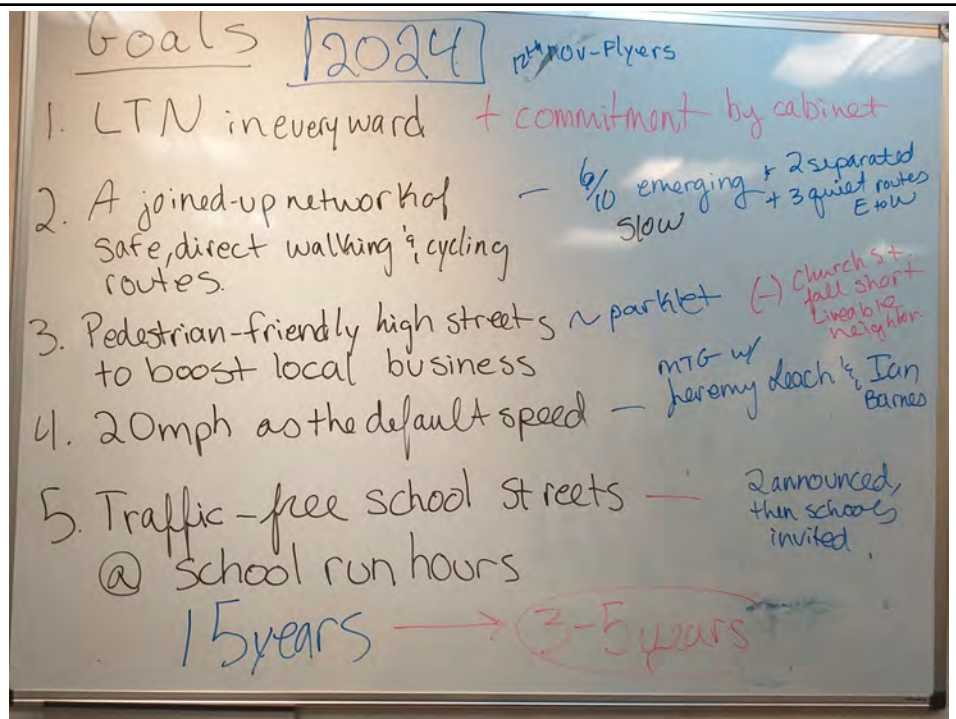 Goals 2024 12th Nov-Flyers
1. LTN in every ward + commitment by cabinet
2. A joined-up network of
safe, direct walking & cycling
routes.
— 6/10 emerging + 2 separated
slow + 3 quiet routes
E to W
3. Pedestrian-friendly high streets ~ parklet
to boost local business
(-) Church St,
fall short
Liveable
neighbor.
4. 20mph as the default speed —
MTG w/
Jeremy Leach & Ian
Barnes
5. Traffic-free school streets —
@ school run hours
2 announced,
then schools
invited.
15 years → 3-5 years